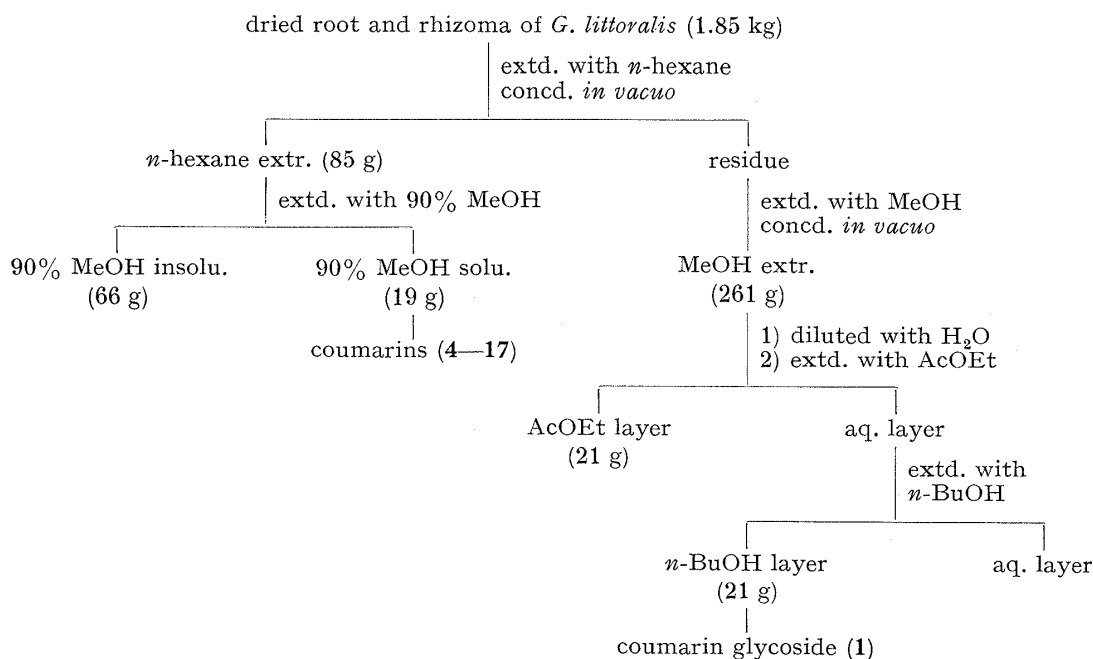 dried root and rhizoma of G. littoralis (1.85 kg)
extd. with n-hexane
concd. in vacuo
n-hexane extr. (85 g)
residue
extd. with 90% MeOH
extd. with MeOH
concd. in vacuo
90% MeOH insolu.
(66 g)
90% MeOH solu.
(19 g)
MeOH extr.
(261 g)
coumarins (4—17)
1) diluted with H₂O
2) extd. with AcOEt
AcOEt layer
(21 g)
aq. layer
extd. with
n-BuOH
n-BuOH layer
(21 g)
aq. layer
coumarin glycoside (1)